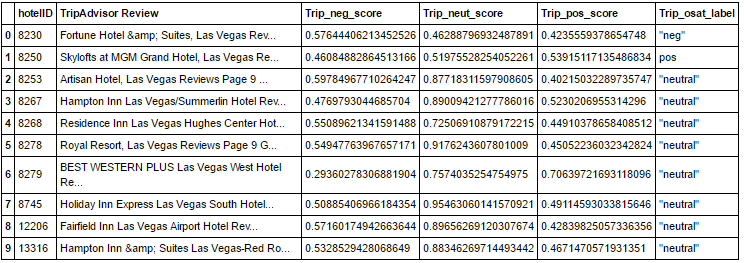 hotelID TripAdvisor Review Trip_neg_score Trip_neut_score Trip_pos_score Trip_osat_label
0 8230 Fortune Hotel &amp; Suites, Las Vegas Rev... 0.57644406213452526 0.46288796932487891 0.4235559378654748 "neg"
1 8250 Skylofts at MGM Grand Hotel, Las Vegas Re... 0.46084882864513166 0.51975528254052261 0.53915117135486834 pos
2 8253 Artisan Hotel, Las Vegas Reviews Page 9 ... 0.59784967710264247 0.87718311597908605 0.40215032289735747 "neutral"
3 8267 Hampton Inn Las Vegas/Summerlin Hotel Rev... 0.4769793044685704 0.89009421277786016 0.5230206955314296 "neutral"
4 8268 Residence Inn Las Vegas Hughes Center Hot... 0.55089621341591488 0.72506910879172215 0.44910378658408512 "neutral"
5 8278 Royal Resort, Las Vegas Reviews Page 9 G... 0.54947763967657171 0.9176243607801009 0.45052236032342824 "neutral"
6 8279 BEST WESTERN PLUS Las Vegas West Hotel
Re... 0.29360278306881904 0.7574035254754975 0.70639721693118096 "neutral"
7 8745 Holiday Inn Express Las Vegas South Hotel... 0.50885406966184354 0.95463060141570921 0.49114593033815646 "neutral"
8 12206 Fairfield Inn Las Vegas Airport Hotel Rev... 0.57160174942663644 0.89656269120307674 0.42839825057336356 "neutral"
9 13316 Hampton Inn &amp; Suites Las Vegas-Red Ro... 0.5328529428068649 0.88346269714493442 0.4671470571931351 "neutral"